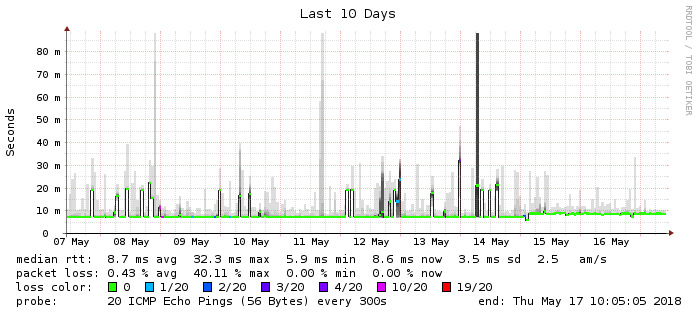 Last 10 Days
RRDTOOL / TOBI OETIKER
Seconds
80 m
70 m
60 m
50 m
40 m
30 m
20 m
10 m
0
07 May 08 May 09 May 10 May 11 May 12 May 13 May 14 May 15 May 16 May
median rtt: 8.7 ms avg 32.3 ms max 5.9 ms min 8.6 ms now 3.5 ms sd 2.5 am/s
packet loss: 0.43 % avg 40.11 % max 0.00 % min 0.00 % now
loss color: 0 1/20 2/20 3/20 4/20 10/20 19/20
probe: 20 ICMP Echo Pings (56 Bytes) every 300s end: Thu May 17 10:05:05 2018